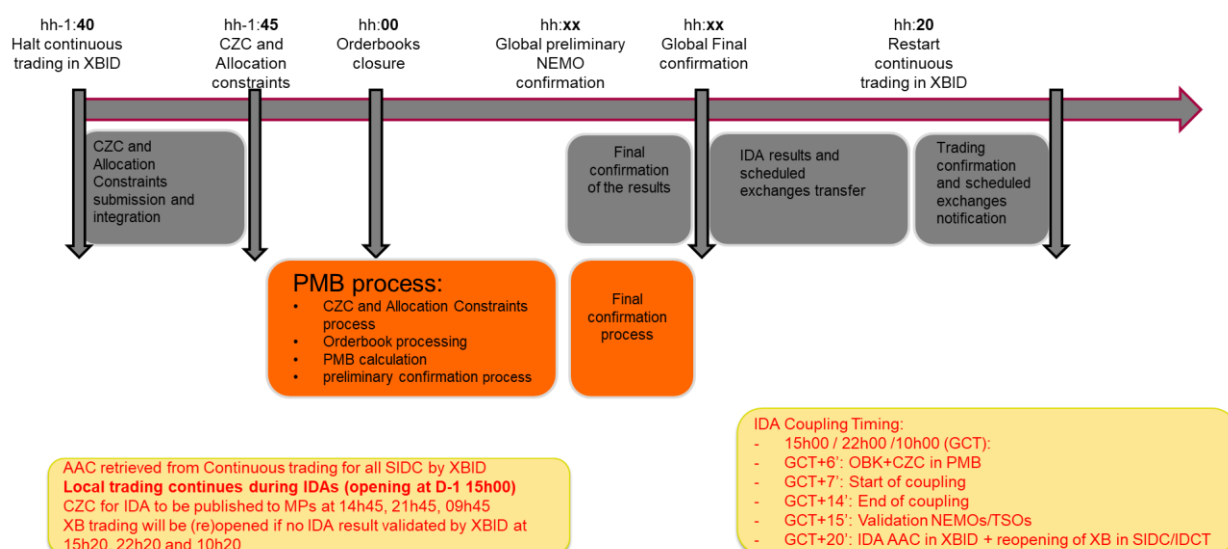 hh-1:40
Halt continuous
trading in XBID
hh-1:45
CZC and
Allocation
constraints
hh:00
Orderbooks
closure
hh:xx
Global preliminary
NEMO
confirmation
hh:xx
Global Final
confirmation
hh:20
Restart
continuous
trading in XBID
CZC and
Allocation
Constraints
submission and
integration
Final
confirmation
of the results
IDA results and
scheduled
exchanges transfer
Trading
confirmation
and scheduled
exchanges
notification
PMB process:
• CZC and Allocation Constraints
process
• Orderbook processing
• PMB calculation
• preliminary confirmation process
Final
confirmation
process
AAC retrieved from Continuous trading for all SIDC by XBID
Local trading continues during IDAs (opening at D-1 15h00)
CZC for IDA to be published to MPs at 14h45, 21h45, 09h45
XB trading will be (re)opened if no IDA result validated by XBID at
15h20, 22h20 and 10h20
IDA Coupling Timing:
- 15h00 / 22h00 /10h00 (GCT):
- GCT+6': OBK+CZC in PMB
- GCT+7': Start of coupling
- GCT+14': End of coupling
- GCT+15': Validation NEMOs/TSOs
- GCT+20': IDA AAC in XBID + reopening of XB in SIDC/IDCT